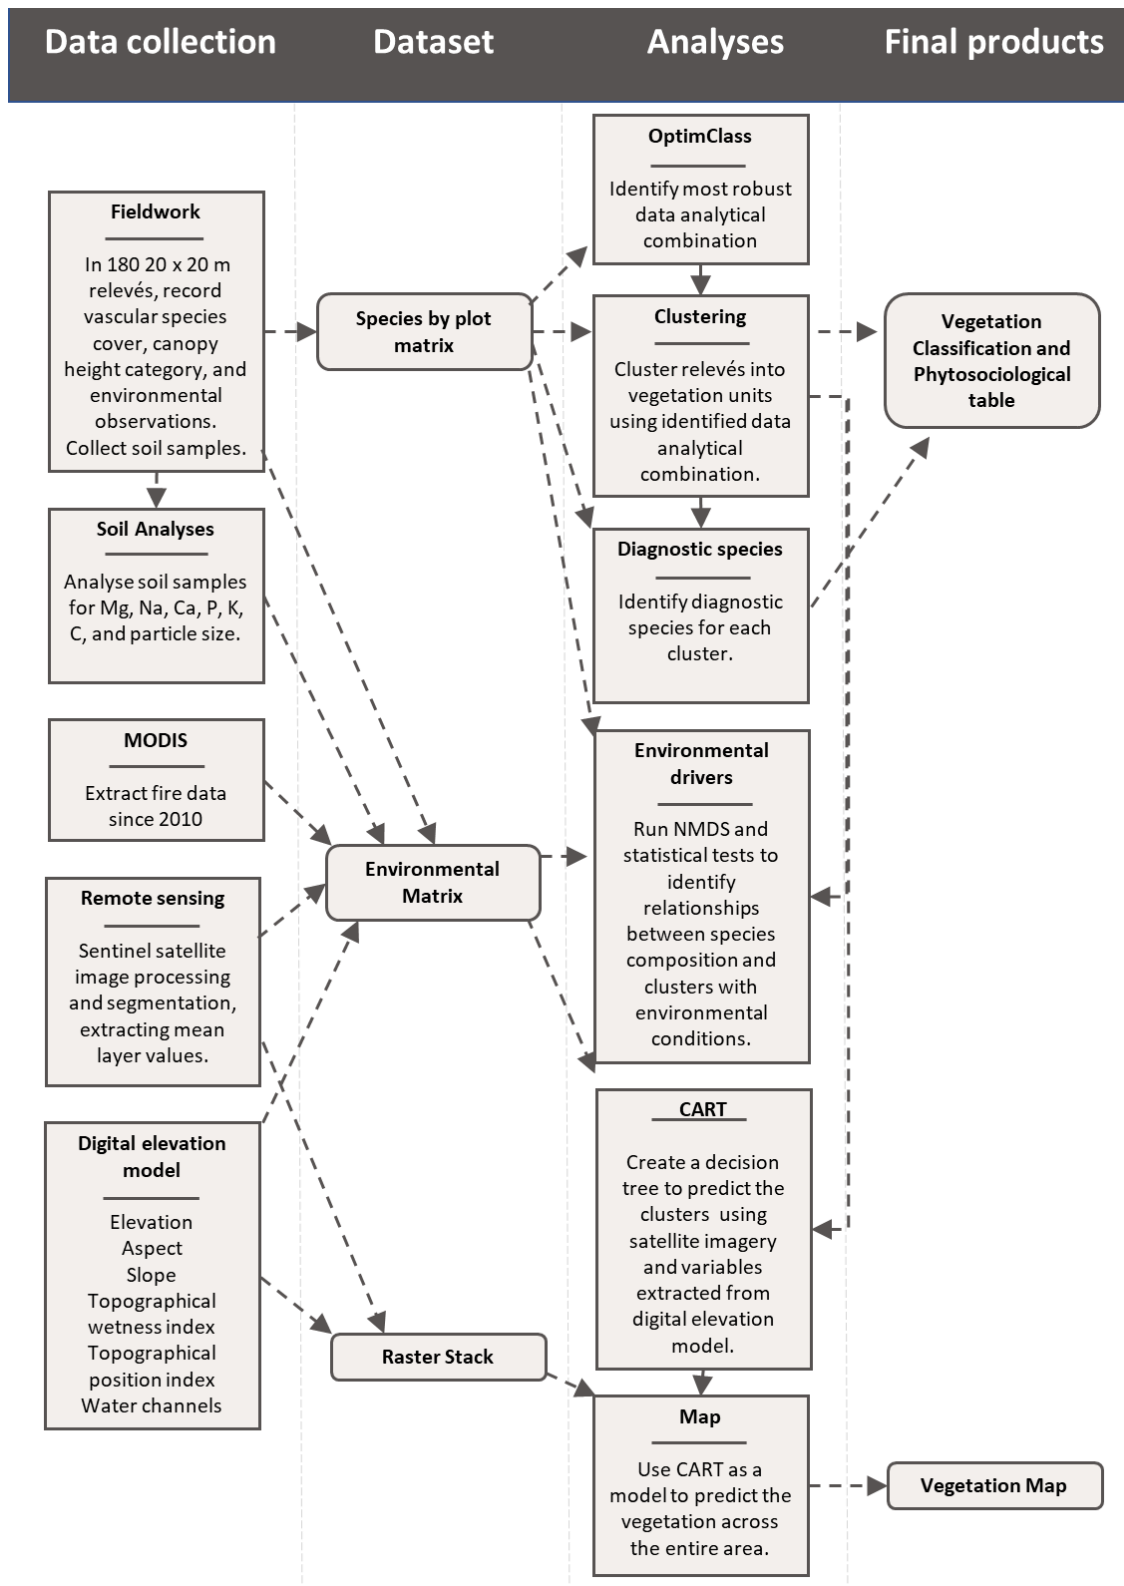 Data collection
Dataset
Analyses
Final products
Fieldwork
In 180 20 x 20 m
relevés, record
vascular species
cover, canopy
height category, and
environmental
observations.
Collect soil samples.
Soil Analyses
Analyse soil samples
for Mg, Na, Ca, P, K,
C, and particle size.
MODIS
Extract fire data
since 2010
Remote sensing
Sentinel satellite
image processing
and segmentation,
extracting mean
layer values.
Digital elevation
model
Elevation
Aspect
Slope
Topographical
wetness index
Topographical
position index
Water channels
Species by plot
matrix
Environmental
Matrix
Raster Stack
OptimClass
Identify most robust
data analytical
combination
Clustering
Cluster relevés into
vegetation units
using identified data
analytical
combination.
Diagnostic species
Identify diagnostic
species for each
cluster.
Environmental
drivers
Run NMDS and
statistical tests to
identify
relationships
between species
composition and
clusters with
environmental
conditions.
CART
Create a decision
tree to predict the
clusters using
satellite imagery
and variables
extracted from
digital elevation
model.
Map
Use CART as a
model to predict the
vegetation across
the entire area.
Vegetation
Classification and
Phytosociological
table
Vegetation Map